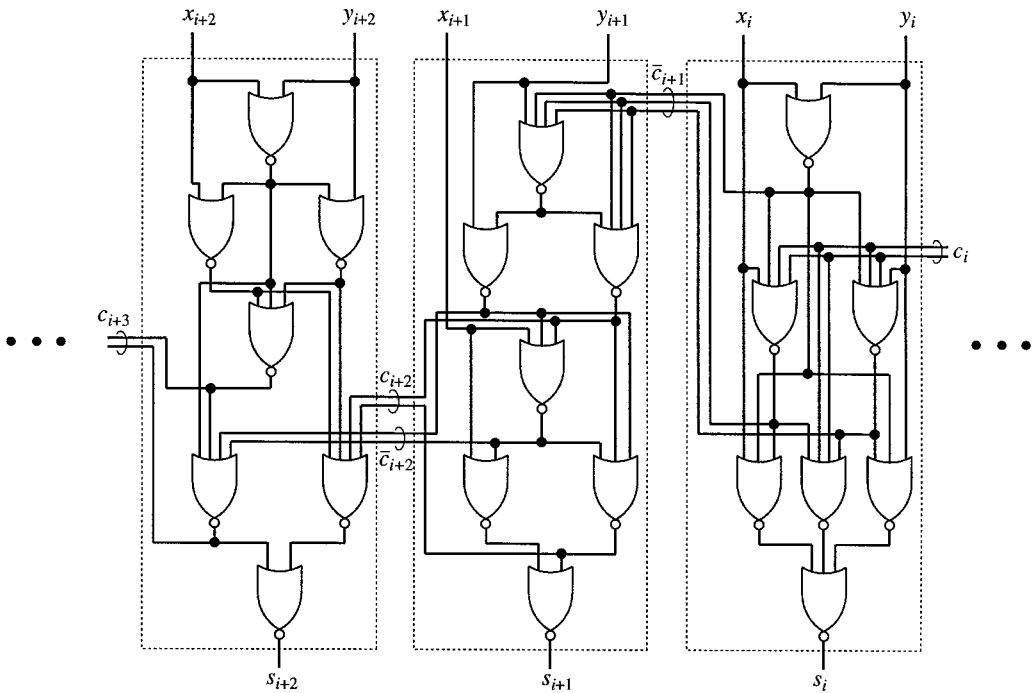 x_{i+2} y_{i+2} x_{i+1} y_{i+1} x_i y_i
c̄_{i+1}
c_i
c_{i+3}
• • •
• • •
c_{i+2}
c̄_{i+2}
s_{i+2} s_{i+1} s_i